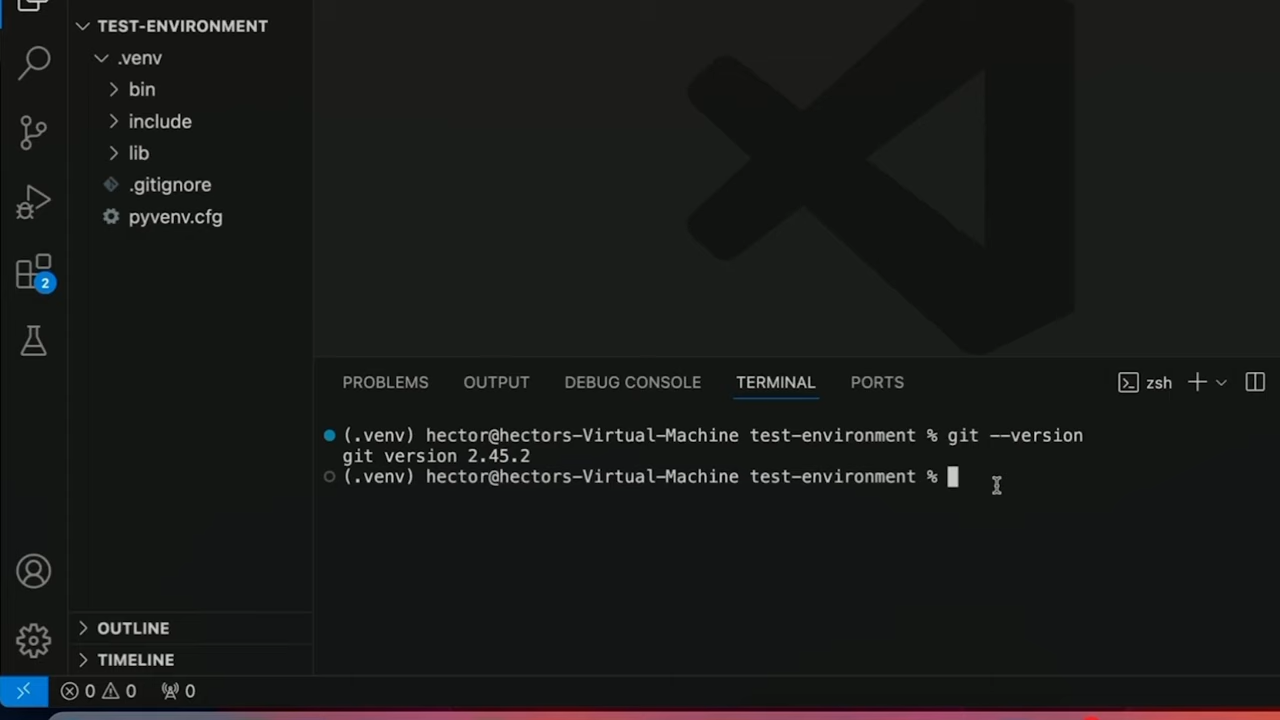 TEST-ENVIRONMENT
.venv
bin
include
lib
.gitignore
pyvenv.cfg
2
PROBLEMS OUTPUT DEBUG CONSOLE TERMINAL PORTS
zsh
(.venv) hector@hectors-Virtual-Machine test-environment % git --version
git version 2.45.2
(.venv) hector@hectors-Virtual-Machine test-environment %
OUTLINE
TIMELINE
0 0 0